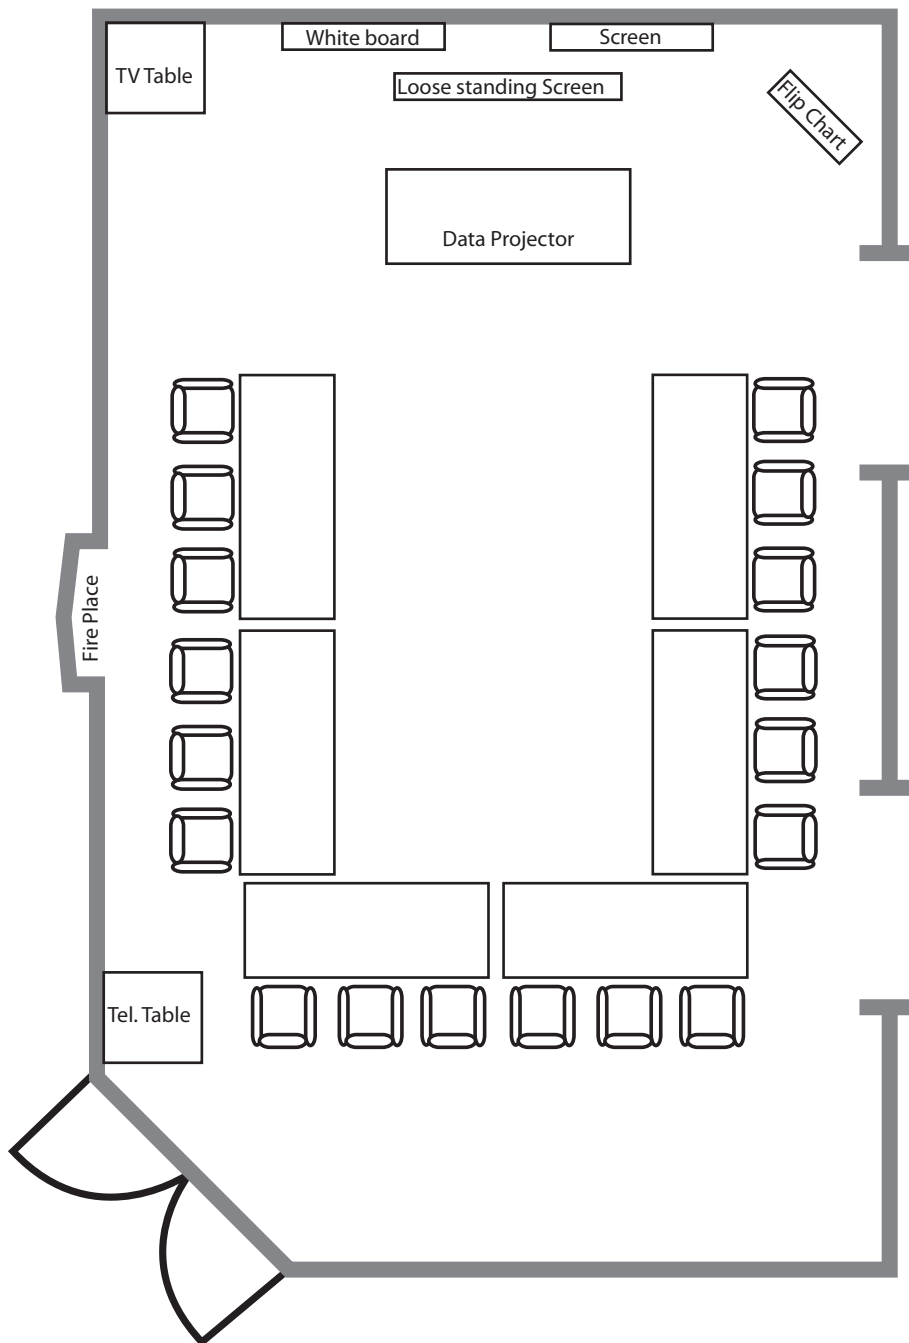 White board
Screen
TV Table
Loose standing Screen
Flip Chart
Data Projector
Fire Place
Tel. Table